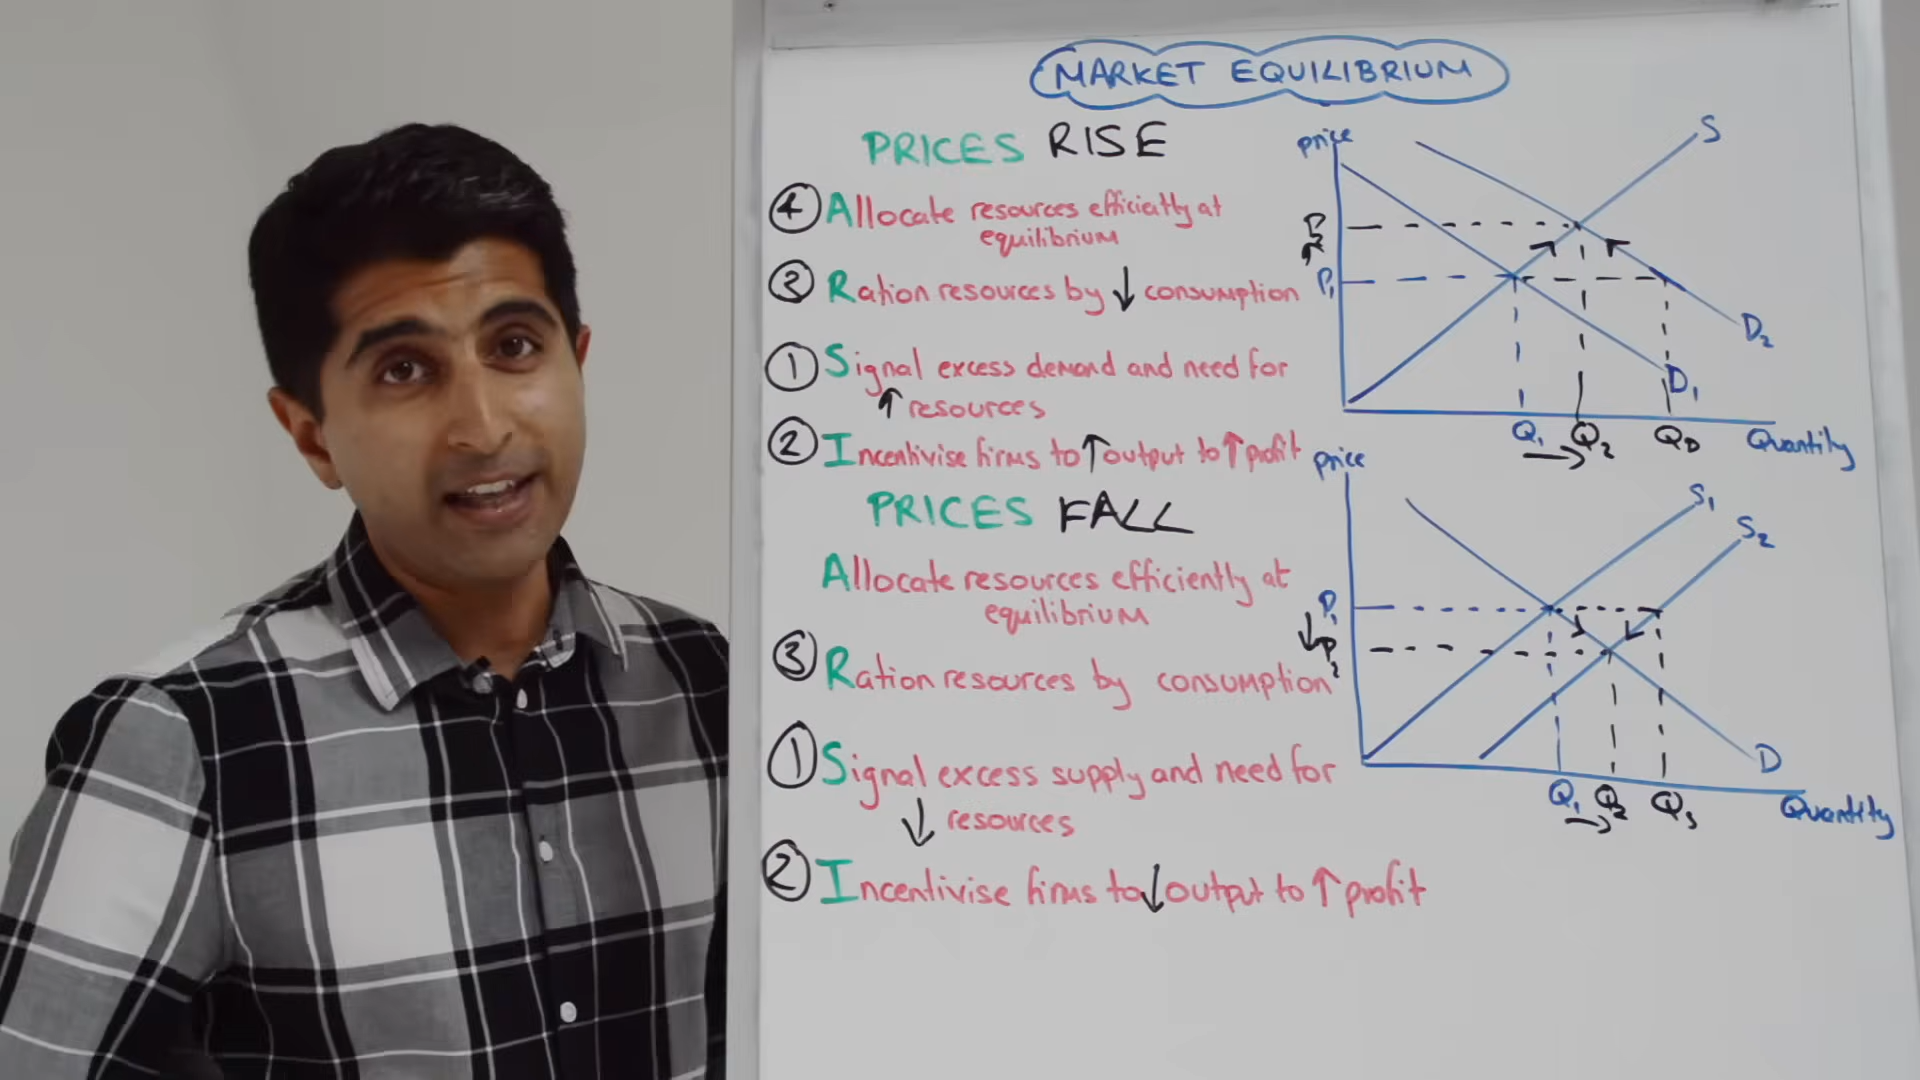 MARKET EQUILIBRIUM
PRICES RISE
④ Allocate resources efficiently at
equilibrium
③ Ration resources by ↓ consumption
① Signal excess demand and need for
↑ resources
② Incentivise firms to ↑ output to ↑ profit
price
S
P₂
↑
P₁
D₂
D₁
Q₁ Q₂ QD Quantity
→
PRICES FALL
Allocate resources efficiently at
equilibrium
③ Ration resources by consumption
① Signal excess supply and need for
↓ resources
② Incentivise firms to ↓ output to ↑ profit
price
S₁
S₂
P₁
↓ P₂
D
Q₁ Q₂ Qs Quantity
→